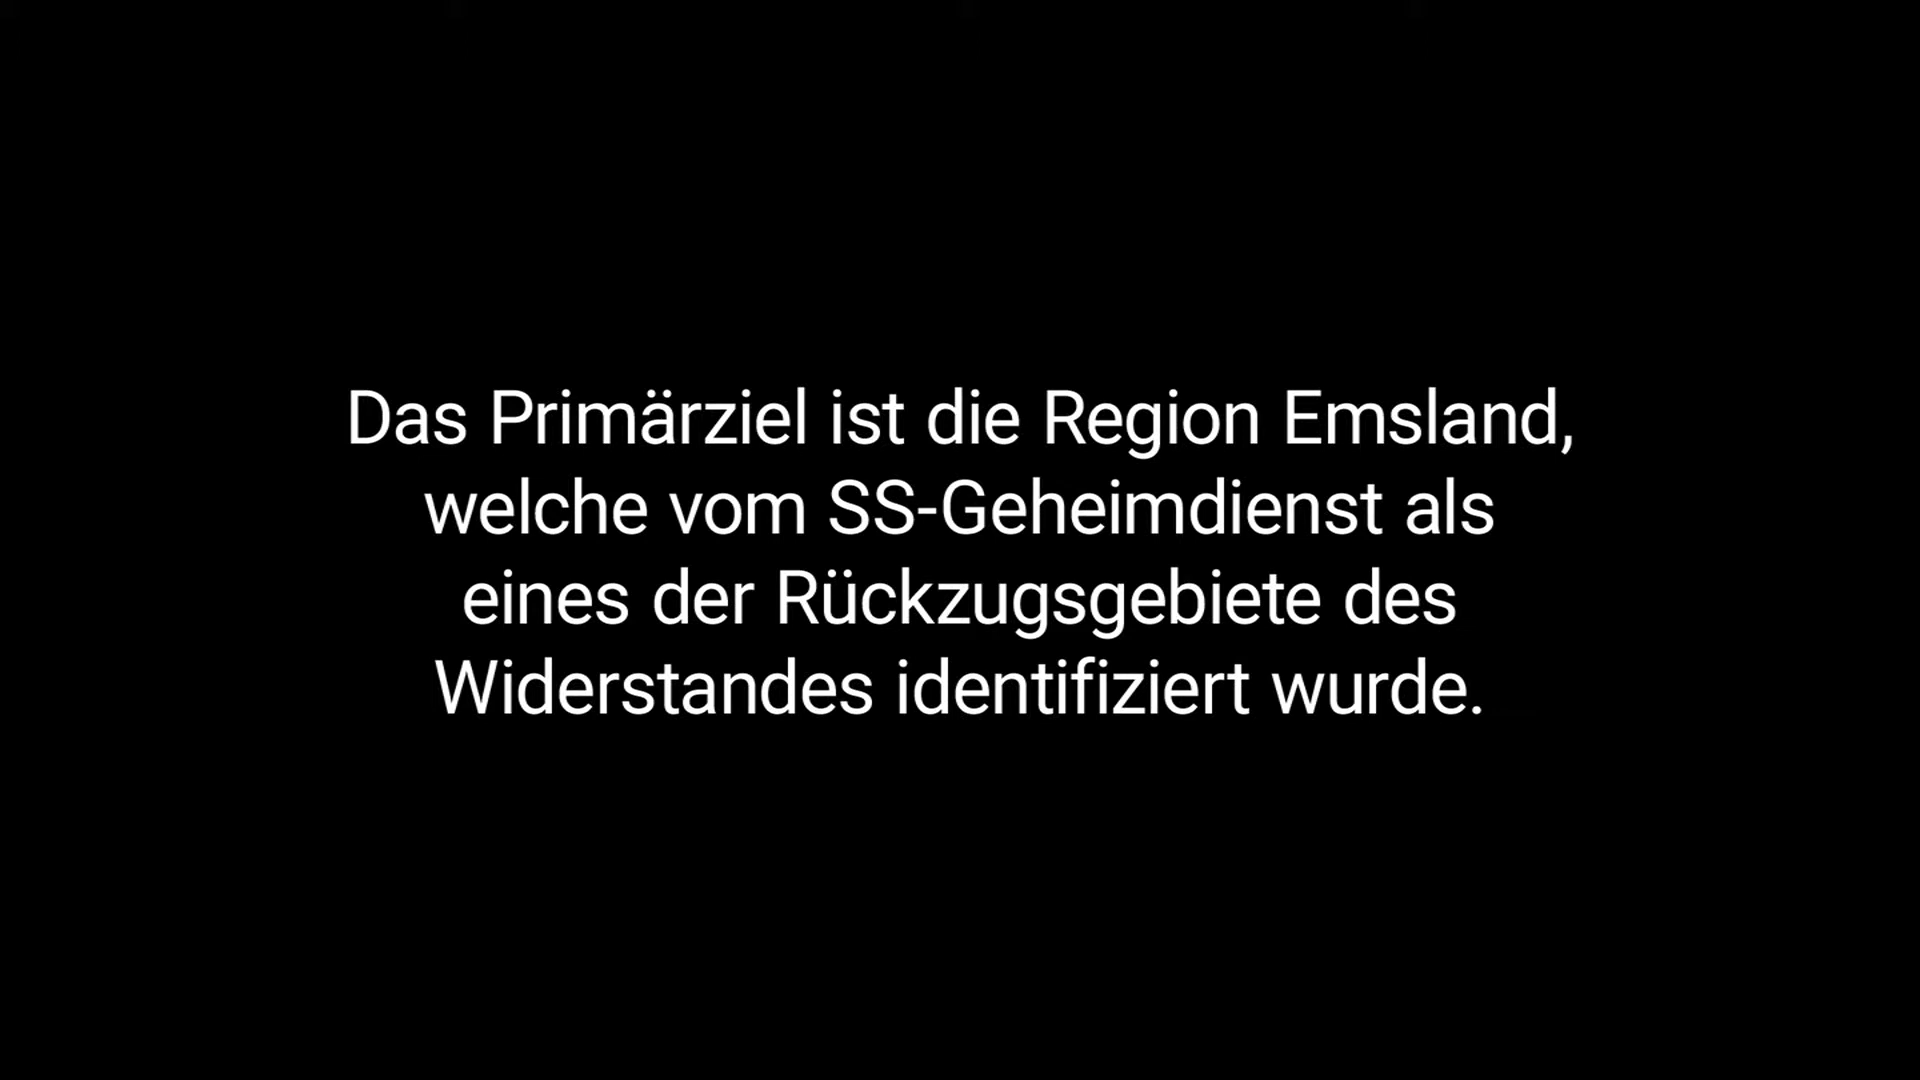 Das Primärziel ist die Region Emsland,
welche vom SS-Geheimdienst als
eines der Rückzugsgebiete des
Widerstandes identifiziert wurde.